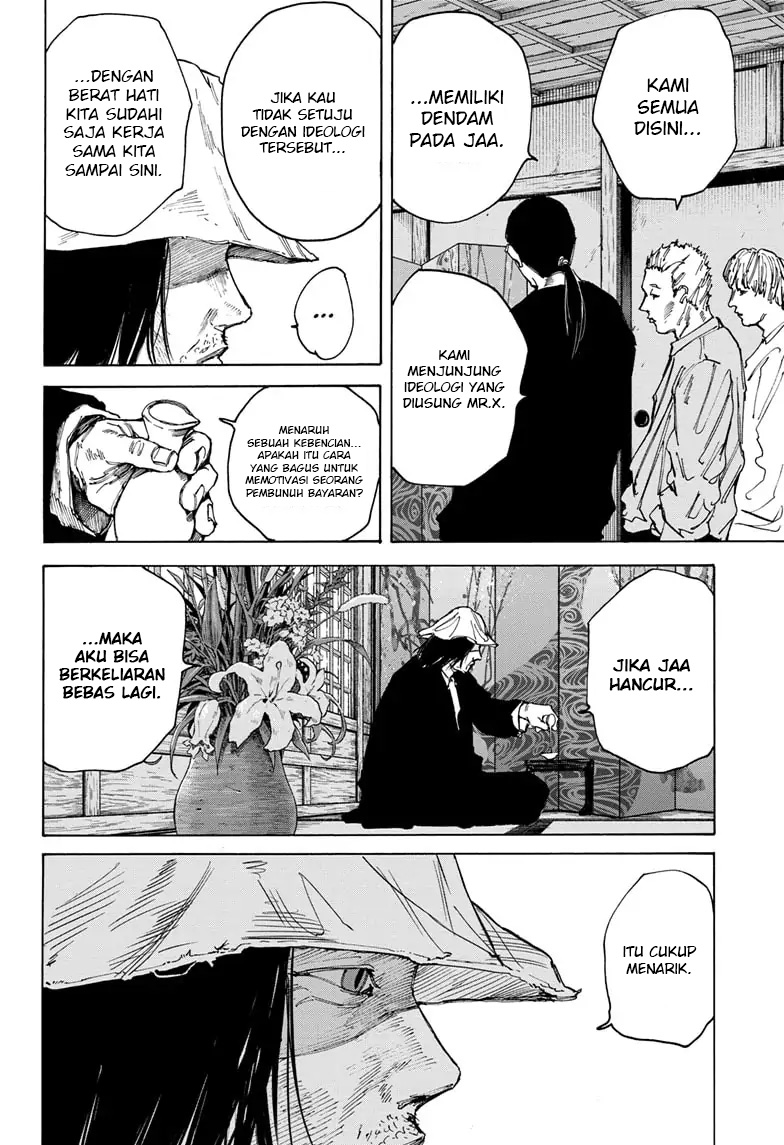 KAMI
SEMUA
DISINI...
...MEMILIKI
DENDAM
PADA JAA.
KAMI
MENJUNJUNG
IDEOLOGI YANG
DIUSUNG MR.X.
JIKA KAU
TIDAK SETUJU
DENGAN IDEOLOGI
TERSEBUT...
...DENGAN
BERAT HATI
KITA SUDAHI
SAJA KERJA
SAMA KITA
SAMPAI SINI.
...
MENARUH
SEBUAH KEBENCIAN...
APAKAH ITU CARA
YANG BAGUS UNTUK
MEMOTIVASI SEORANG
PEMBUNUH BAYARAN?
JIKA JAA
HANCUR...
...MAKA
AKU BISA
BERKELIARAN
BEBAS LAGI.
ITU CUKUP
MENARIK.